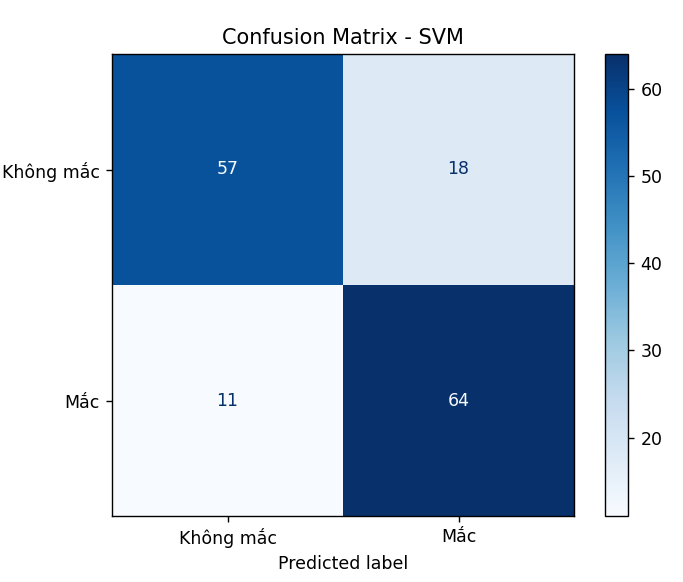 Confusion Matrix - SVM
Không mắc
57
18
Mắc
11
64
Không mắc
Mắc
Predicted label
60
50
40
30
20